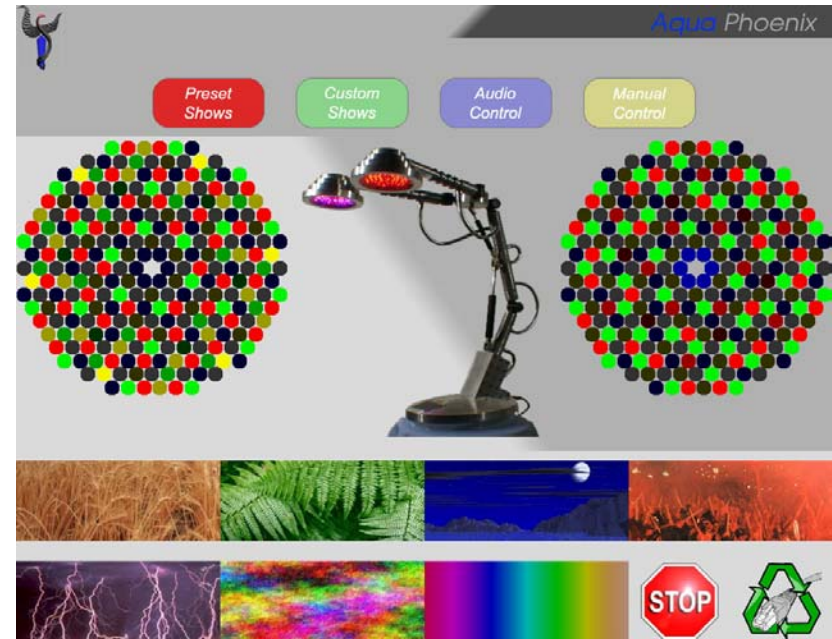 Aqua Phoenix
Preset
Shows
Custom
Shows
Audio
Control
Manual
Control
STOP